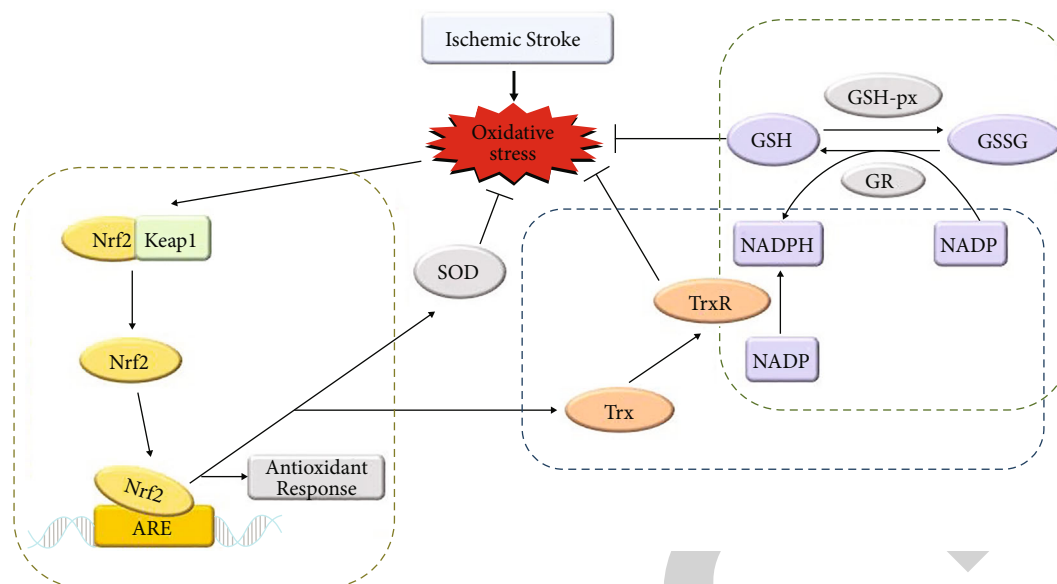 Ischemic Stroke
Oxidative
stress
GSH-px
GSH
GSSG
GR
Nrf2
Keap1
SOD
NADPH
NADP
TrxR
NADP
Nrf2
Trx
Nrf2
Antioxidant
Response
ARE